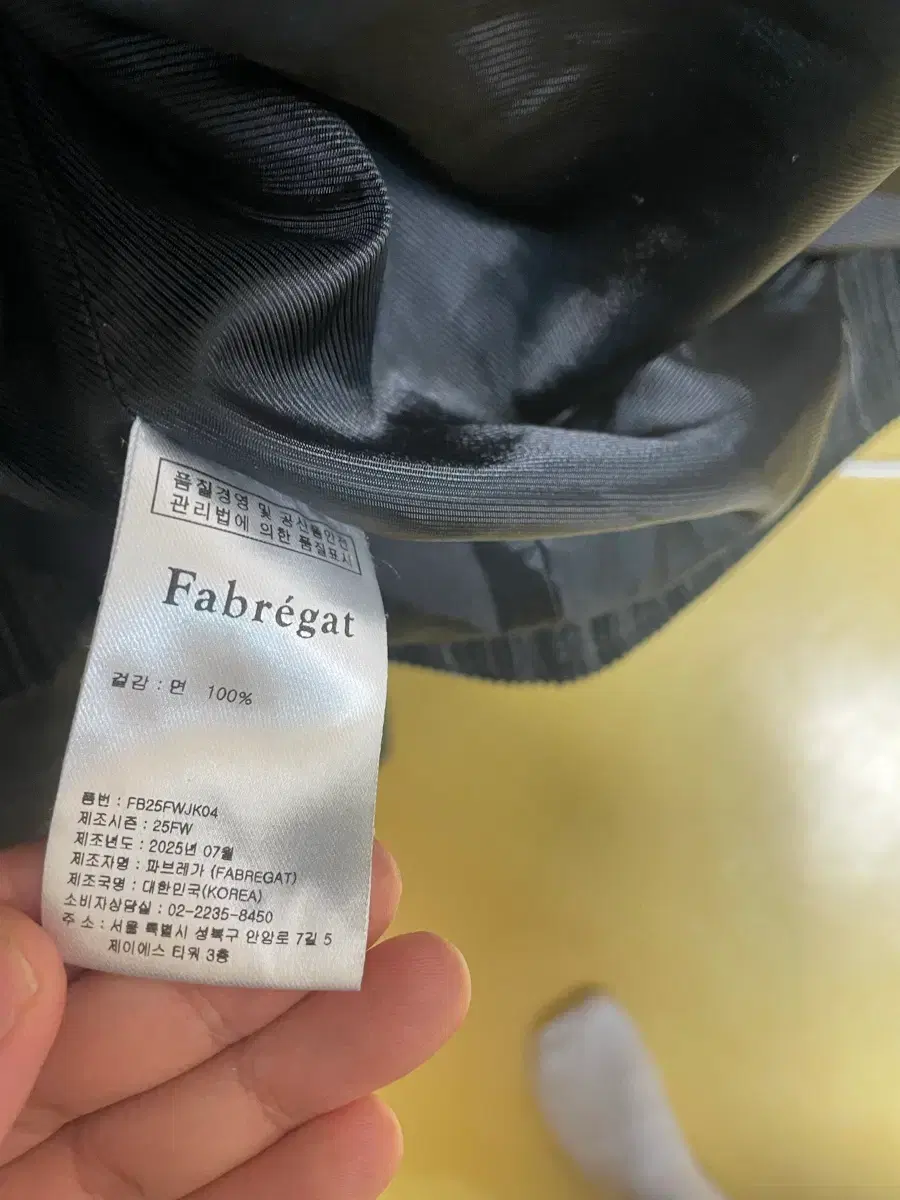 품질경영 및 공산품안전
관리법에 의한 품질표시
Fabrégat
겉감 : 면 100%
품번 : FB25FWJK04
제조시즌 : 25FW
제조년도 : 2025년 07월
제조자명 : 파브레가 (FABREGAT)
제조국명 : 대한민국(KOREA)
소비자상담실 : 02-2235-8450
주 소 : 서울 특별시 성북구 안암로 7길 5
제이에스 타워 3층